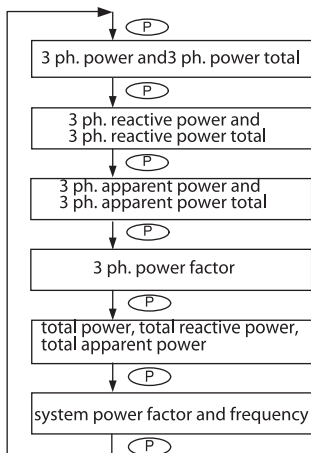 P
3 ph. power and3 ph. power total
P
3 ph. reactive power and
3 ph. reactive power total
P
3 ph. apparent power and
3 ph. apparent power total
P
3 ph. power factor
P
total power, total reactive power,
total apparent power
P
system power factor and frequency
P